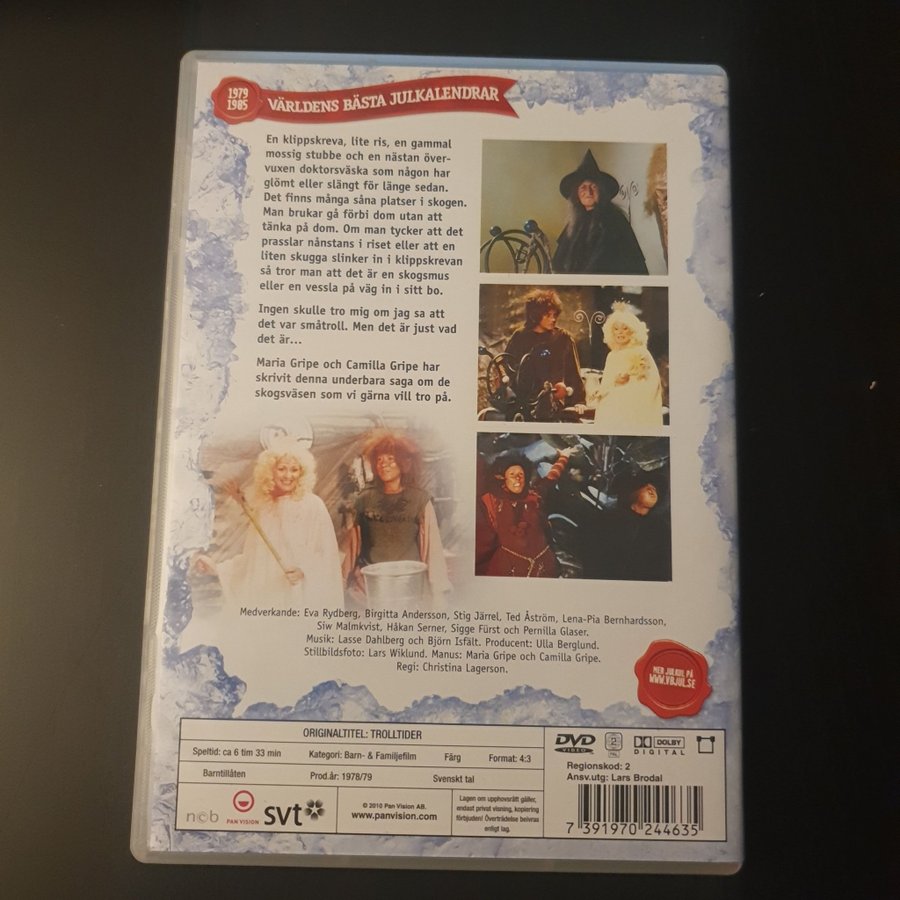 1979
1985
VÄRLDENS BÄSTA JULKALENDRAR
En klippskreva, lite ris, en gammal
mossig stubbe och en nästan över-
vuxen doktorsväska som någon har
glömt eller slängt för länge sedan.
Det finns många såna platser i skogen.
Man brukar gå förbi dom utan att
tänka på dom. Om man tycker att det
prasslar nånstans i riset eller att en
liten skugga slinker in i klippskrevan
så tror man att det är en skogsmus
eller en vessla på väg in i sitt bo.
Ingen skulle tro mig om jag sa att
det var småtroll. Men det är just vad
det är...
Maria Gripe och Camilla Gripe har
skrivit denna underbara saga om de
skogsväsen som vi gärna vill tro på.
Medverkande: Eva Rydberg, Birgitta Andersson, Stig Järrel, Ted Åström, Lena-Pia Bernhardsson,
Siw Malmkvist, Håkan Serner, Sigge Fürst och Pernilla Glaser.
Musik: Lasse Dahlberg och Björn Isfält. Producent: Ulla Berglund.
Stillbildsfoto: Lars Wiklund. Manus: Maria Gripe och Camilla Gripe.
Regi: Christina Lagerson.
MER JULKUL PÅ
WWW.VBJUL.SE
ORIGINALTITEL: TROLLTIDER
Speltid: ca 6 tim 33 min Kategori: Barn- & Familjefilm Färg Format: 4:3
Barntillåten Prod.år: 1978/79 Svenskt tal
ncb
PAN VISION
svt
© 2010 Pan Vision AB.
www.panvision.com
Lagen om upphovsrätt gäller,
endast privat visning, kopiering
förbjuden! Överträdelse beivras
enligt lag.
DVD
VIDEO
2
PAL
DOLBY
DIGITAL
Regionskod: 2
Ansv.utg: Lars Brodal
7 391970 244635